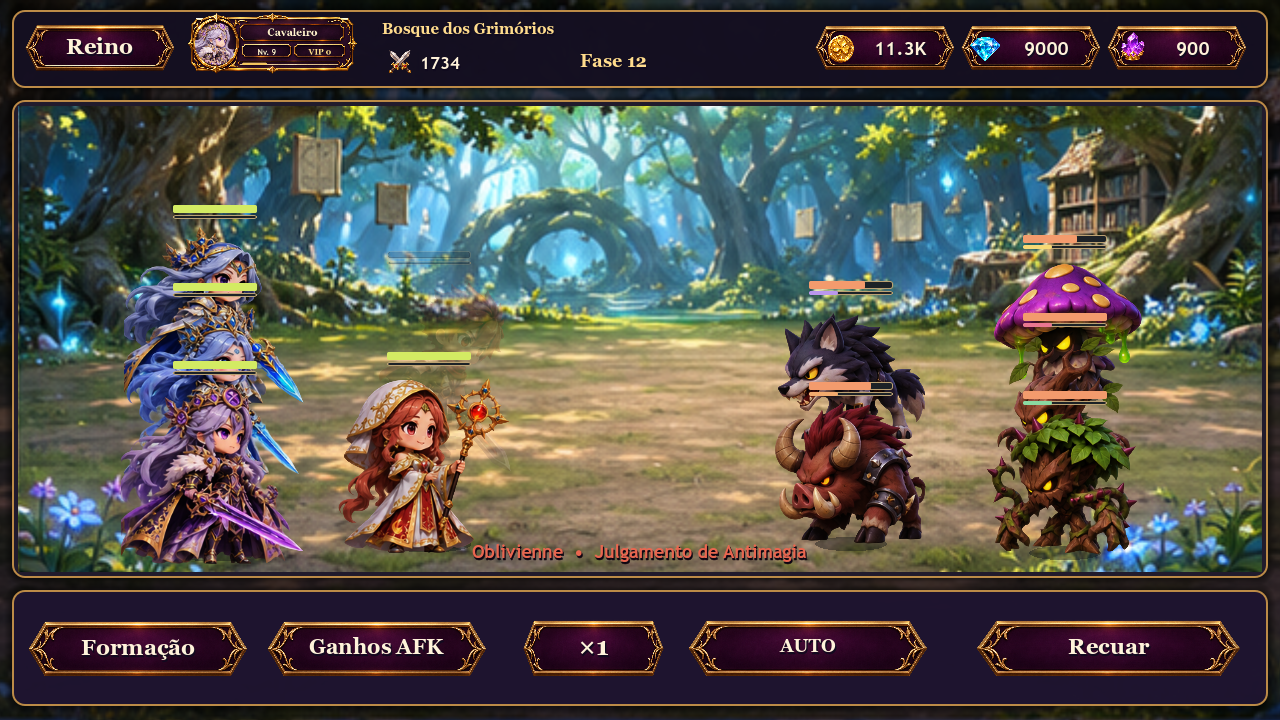 Reino
Cavaleiro
Nv. 9
VIP 0
Bosque dos Grimórios
1734
Fase 12
11.3K
9000
900
Oblivienne • Julgamento de Antimagia
Formação
Ganhos AFK
×1
AUTO
Recuar